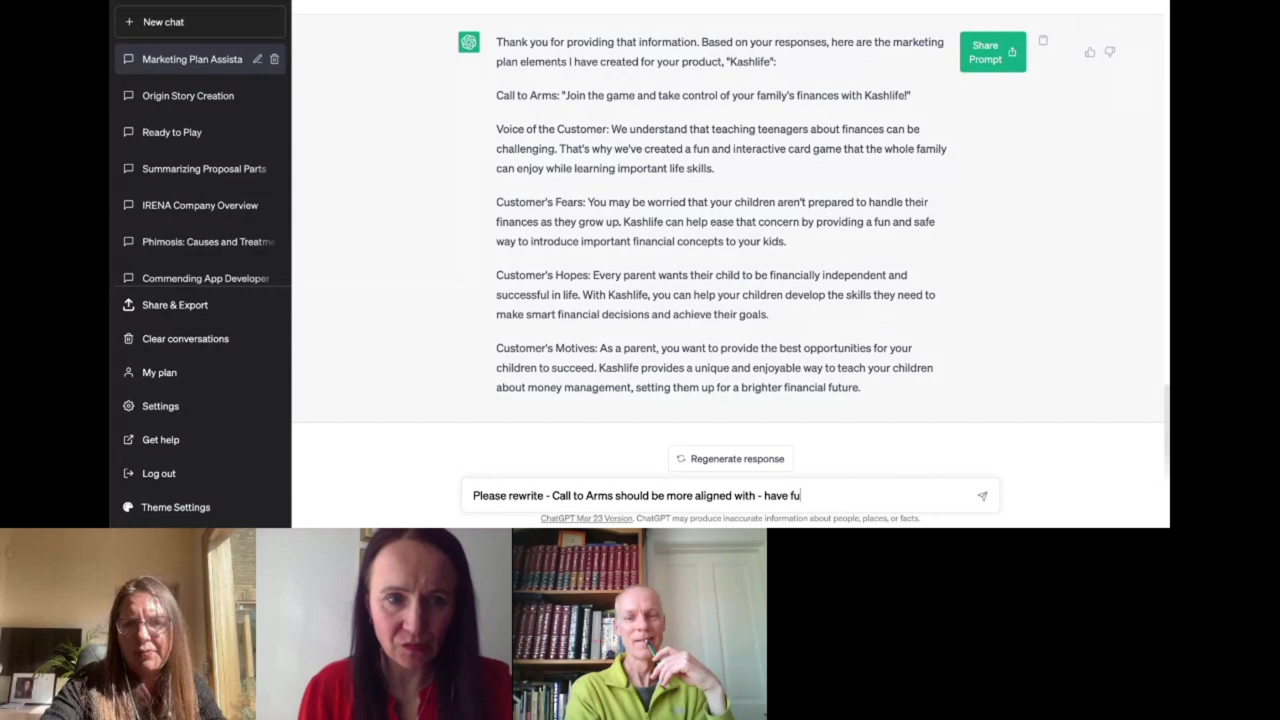 New chat
Marketing Plan Assista
Origin Story Creation
Ready to Play
Summarizing Proposal Parts
IRENA Company Overview
Phimosis: Causes and Treatme
Commending App Developer
Share & Export
Clear conversations
My plan
Settings
Get help
Log out
Theme Settings
Thank you for providing that information. Based on your responses, here are the marketing
plan elements I have created for your product, "Kashlife":
Call to Arms: "Join the game and take control of your family's finances with Kashlife!"
Voice of the Customer: We understand that teaching teenagers about finances can be
challenging. That's why we've created a fun and interactive card game that the whole family
can enjoy while learning important life skills.
Customer's Fears: You may be worried that your children aren't prepared to handle their
finances as they grow up. Kashlife can help ease that concern by providing a fun and safe
way to introduce important financial concepts to your kids.
Customer's Hopes: Every parent wants their child to be financially independent and
successful in life. With Kashlife, you can help your children develop the skills they need to
make smart financial decisions and achieve their goals.
Customer's Motives: As a parent, you want to provide the best opportunities for your
children to succeed. Kashlife provides a unique and enjoyable way to teach your children
about money management, setting them up for a brighter financial future.
Share
Prompt
Regenerate response
Please rewrite - Call to Arms should be more aligned with - have fu
ChatGPT Mar 23 Version. ChatGPT may produce inaccurate information about people, places, or facts.